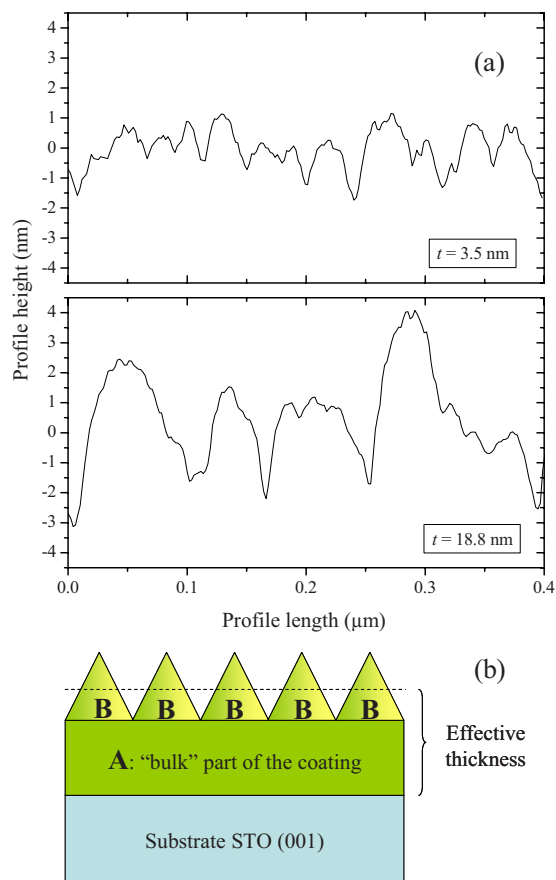 4
3
(a)
2
1
0
-1
-2
-3
t = 3.5 nm
-4
Profile height (nm)
4
3
2
1
0
-1
-2
-3
t = 18.8 nm
-4
0.0 0.1 0.2 0.3 0.4
Profile length (μm)
(b)
B B B B B
Effective
thickness
A: “bulk” part of the coating
Substrate STO (001)